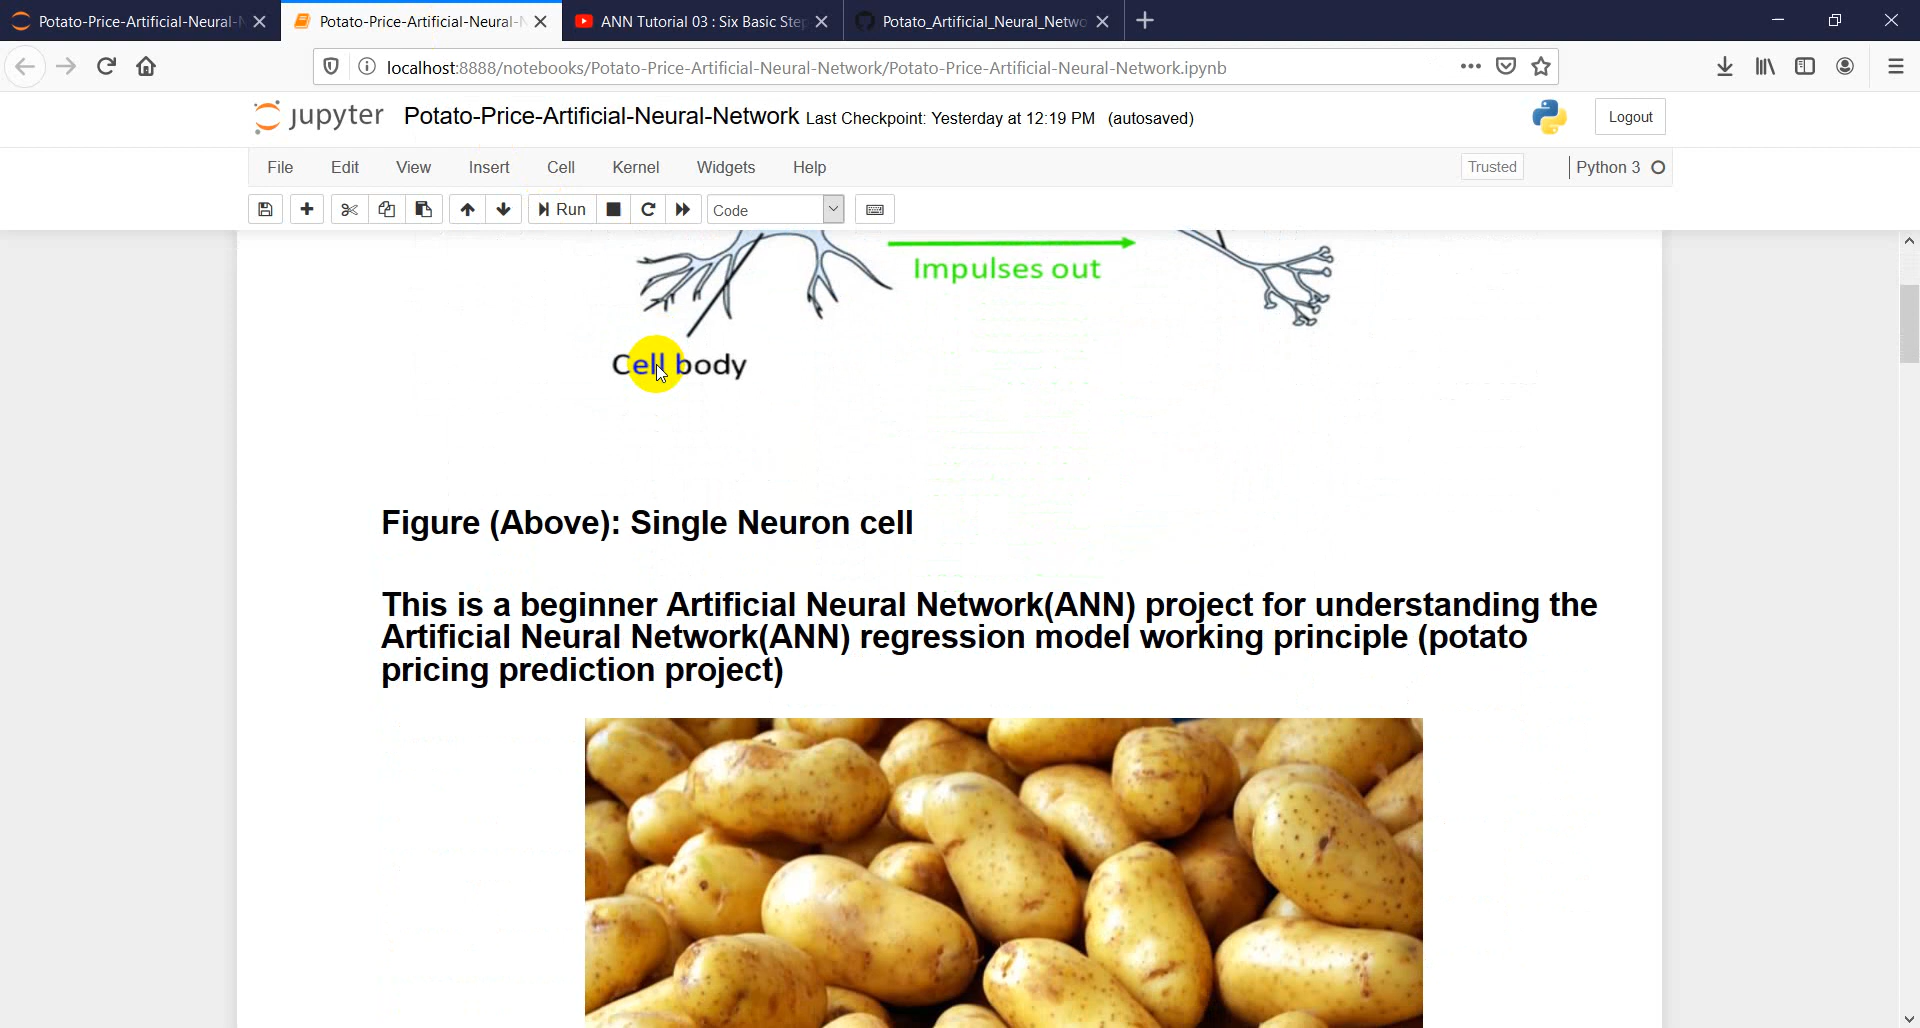 Potato-Price-Artificial-Neural-
Potato-Price-Artificial-Neural-
ANN Tutorial 03 : Six Basic Ste
Potato_Artificial_Neural_Netwo
localhost:8888/notebooks/Potato-Price-Artificial-Neural-Network/Potato-Price-Artificial-Neural-Network.ipynb
jupyter Potato-Price-Artificial-Neural-Network Last Checkpoint: Yesterday at 12:19 PM (autosaved)
Logout
File Edit View Insert Cell Kernel Widgets Help
Trusted
Python 3
Run
Code
Impulses out
Cell body
Figure (Above): Single Neuron cell
This is a beginner Artificial Neural Network(ANN) project for understanding the
Artificial Neural Network(ANN) regression model working principle (potato
pricing prediction project)